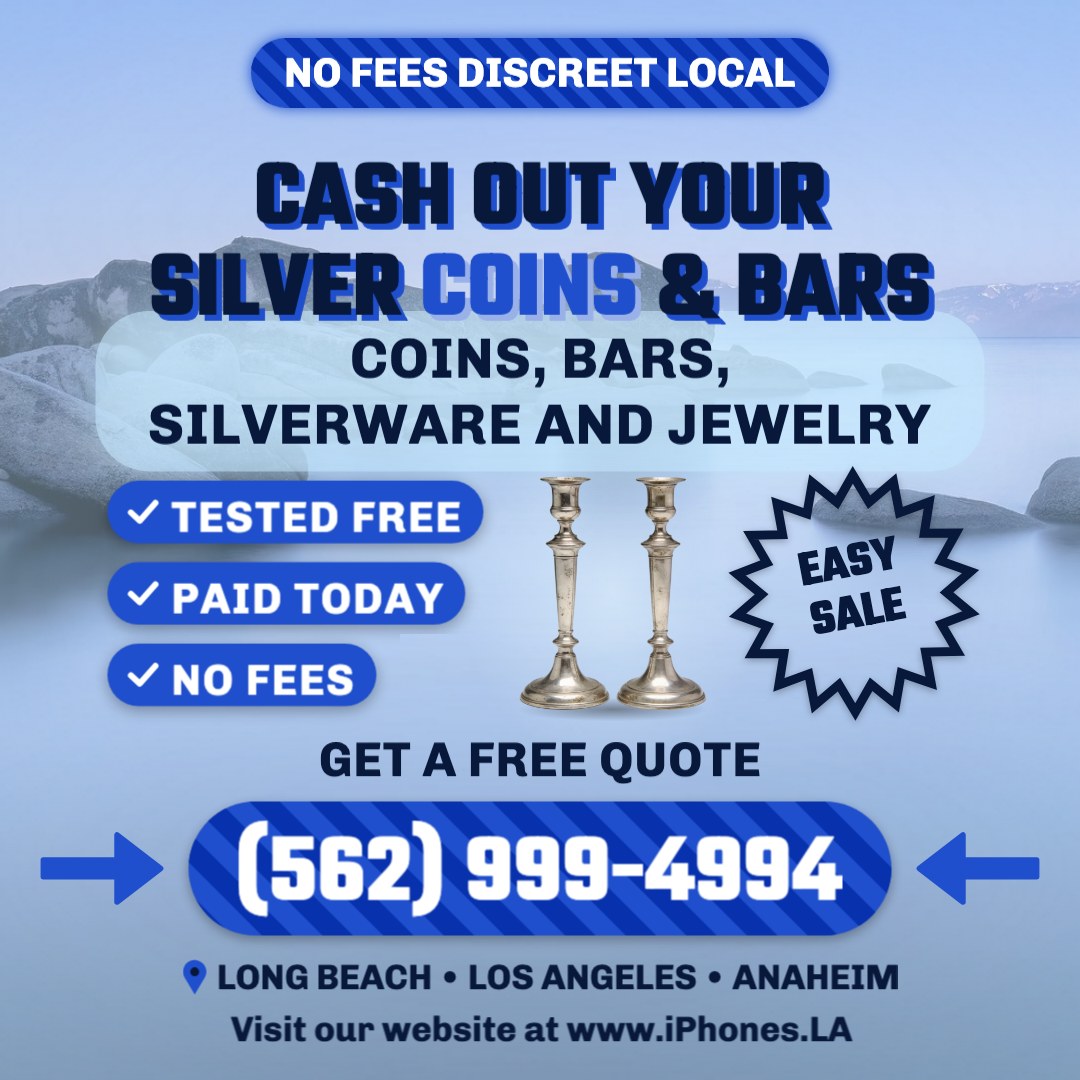 NO FEES DISCREET LOCAL
CASH OUT YOUR
SILVER COINS & BARS
COINS, BARS,
SILVERWARE AND JEWELRY
✓ TESTED FREE
✓ PAID TODAY
✓ NO FEES
EASY
SALE
GET A FREE QUOTE
(562) 999-4994
LONG BEACH • LOS ANGELES • ANAHEIM
Visit our website at www.iPhones.LA